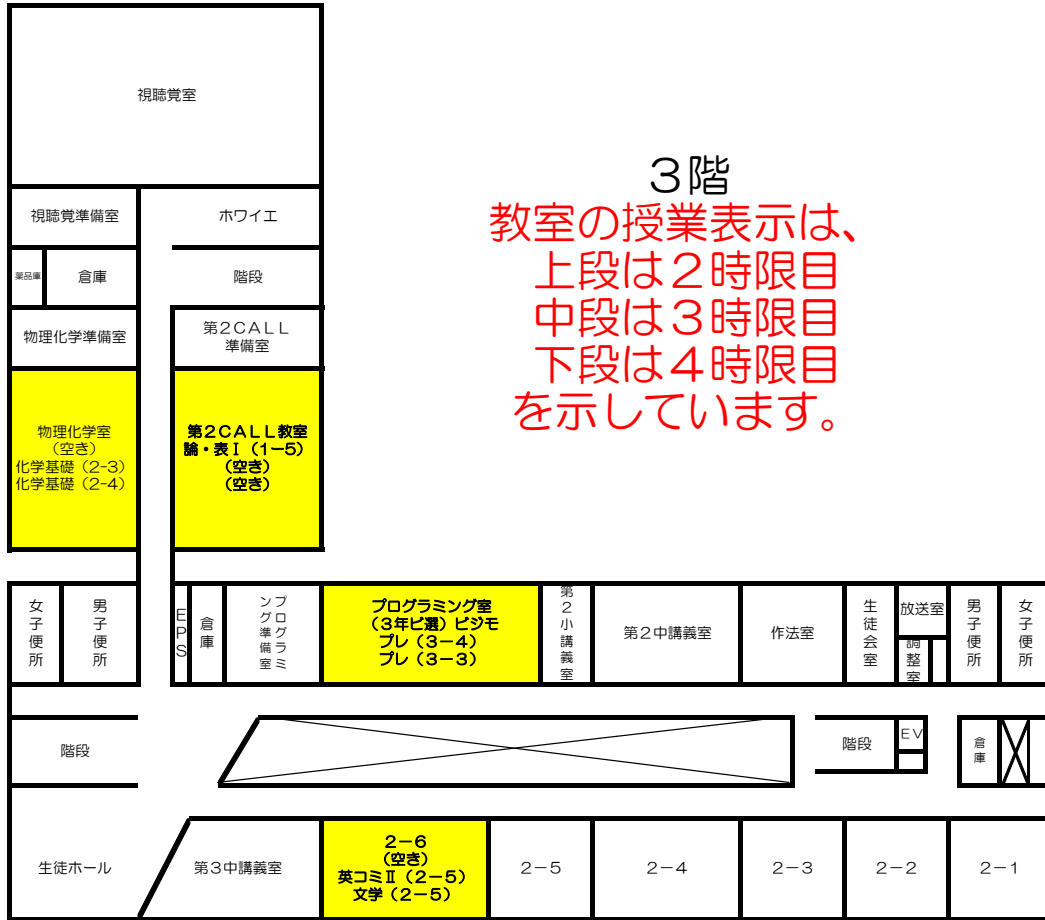 視聴覚室
3階
教室の授業表示は、
上段は2時限目
中段は3時限目
下段は4時限目
を示しています。
視聴覚準備室
ホワイエ
薬品庫
倉庫
階段
物理化学準備室
第2CALL
準備室
物理化学室
(空き)
化学基礎(2-3)
化学基礎(2-4)
第2CALL教室
論・表Ⅰ(1-5)
(空き)
(空き)
女子便所
男子便所
EPS
倉庫
プログラミ
ング準備室
プログラミング室
(3年ビ選)ビジモ
プレ(3-4)
プレ(3-3)
第2小講義室
第2中講義室
作法室
生徒会室
放送室
調整室
男子便所
女子便所
階段
階段
EV
倉庫
生徒ホール
第3中講義室
2-6
(空き)
英コミⅡ(2-5)
文学(2-5)
2-5
2-4
2-3
2-2
2-1